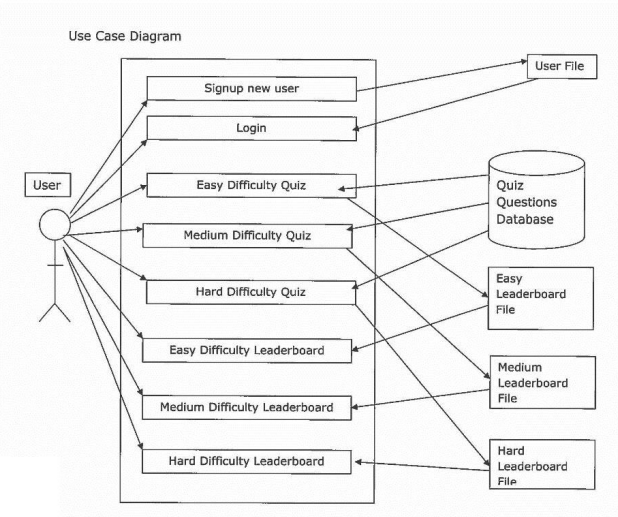 Use Case Diagram
User File
Signup new user
Login
User
Easy Difficulty Quiz
Quiz
Questions
Database
Medium Difficulty Quiz
Easy
Leaderboard
File
Hard Difficulty Quiz
Easy Difficulty Leaderboard
Medium
Leaderboard
File
Medium Difficulty Leaderboard
Hard
Leaderboard
File
Hard Difficulty Leaderboard